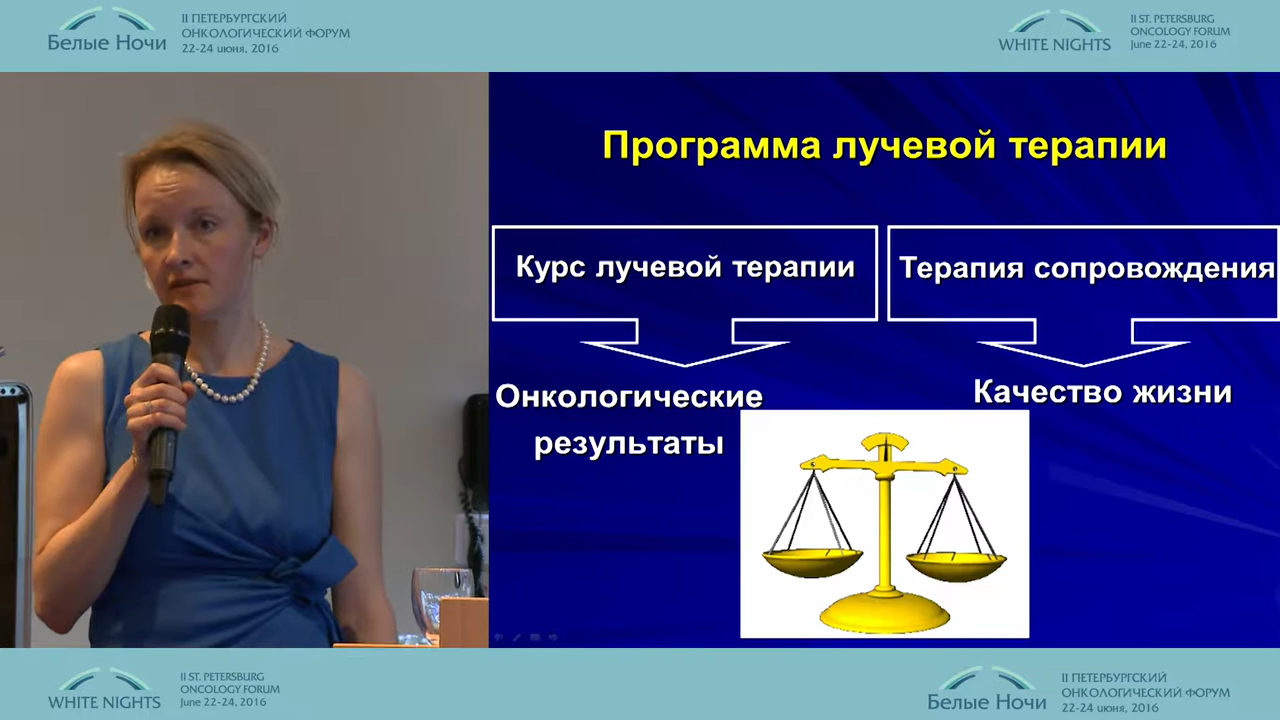 Белые Ночи
II ПЕТЕРБУРГСКИЙ
ОНКОЛОГИЧЕСКИЙ ФОРУМ
22-24 июня, 2016
WHITE NIGHTS
II ST. PETERSBURG
ONCOLOGY FORUM
June 22-24, 2016
Программа лучевой терапии
Курс лучевой терапии
Терапия сопровождения
Онкологические
результаты
Качество жизни
WHITE NIGHTS
II ST. PETERSBURG
ONCOLOGY FORUM
June 22-24, 2016
Белые Ночи
II ПЕТЕРБУРГСКИЙ
ОНКОЛОГИЧЕСКИЙ ФОРУМ
22-24 июня, 2016